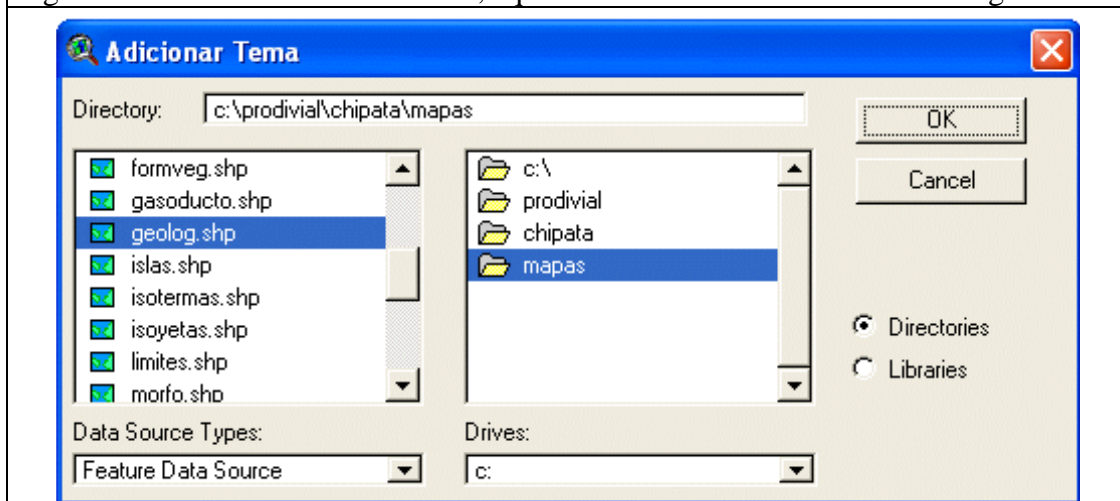 Adicionar Tema
Directory: c:\prodivial\chipata\mapas
OK
Cancel
formveg.shp
gasoducto.shp
geolog.shp
islas.shp
isotermas.shp
isoyetas.shp
limites.shp
morfo.shp
c:\
prodivial
chipata
mapas
Directories
Libraries
Data Source Types:
Feature Data Source
Drives:
c: